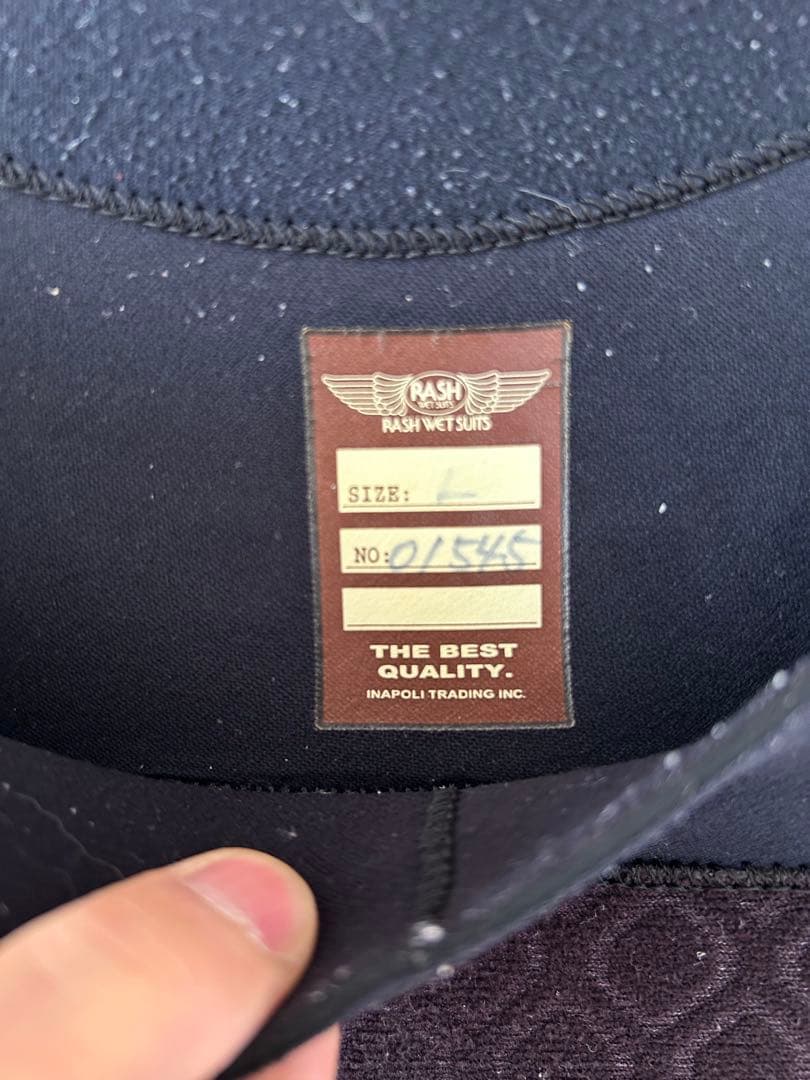 RASH
WET SUITS
RASH WET SUITS
SIZE: L
NO: 01545
THE BEST
QUALITY.
INAPOLI TRADING INC.